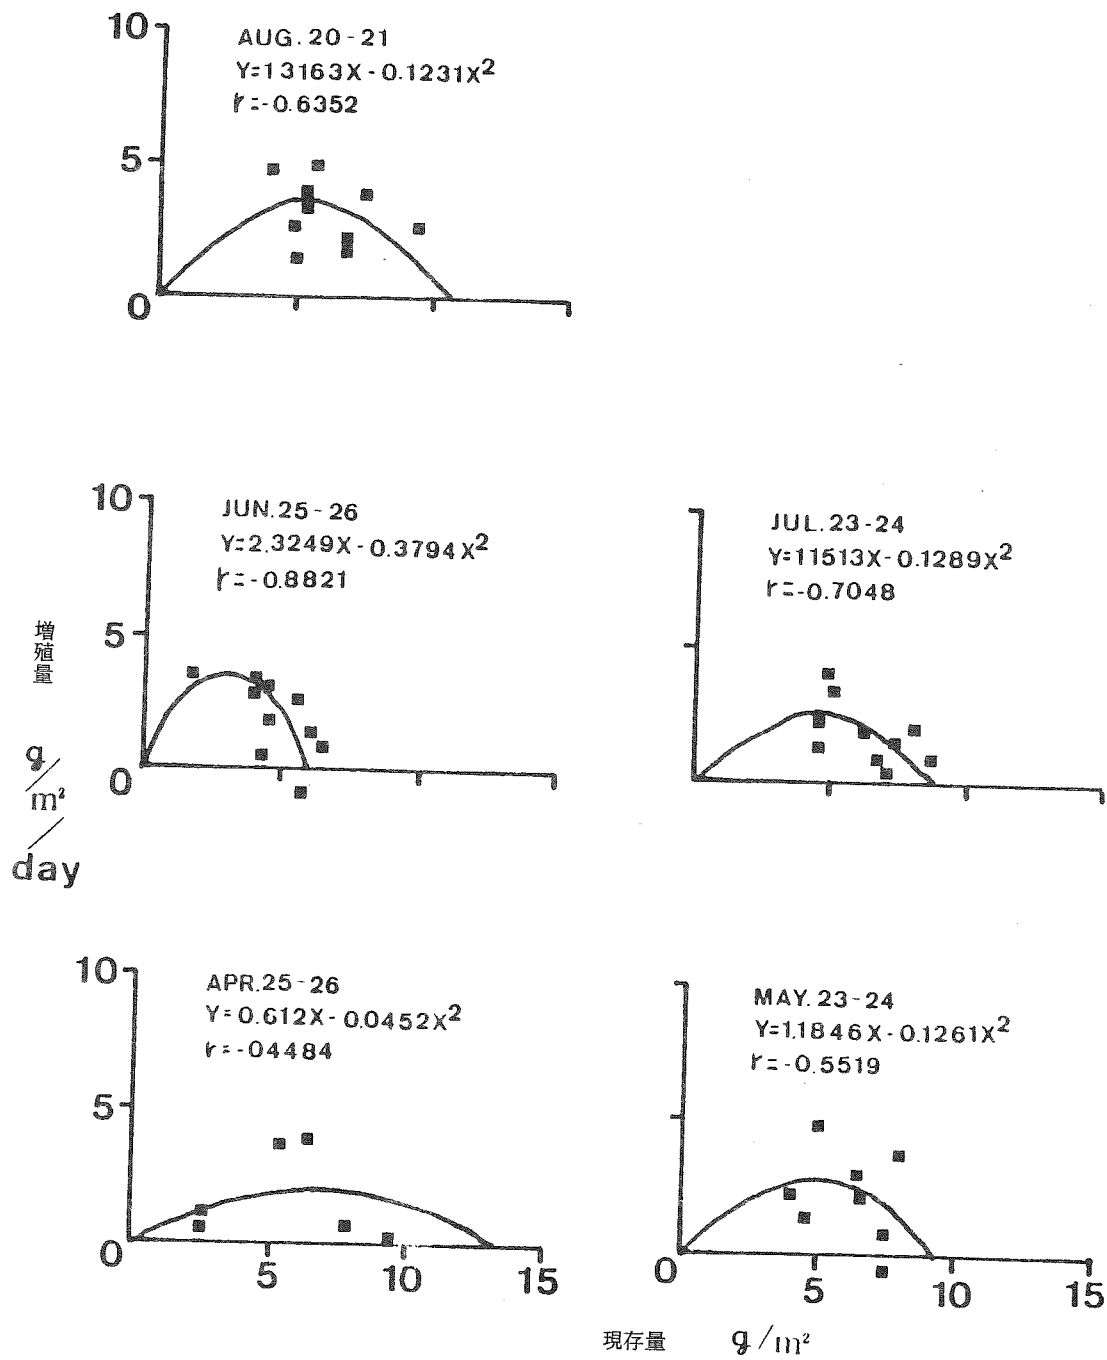 10
AUG. 20-21
Y=13163X-0.1231X²
r=-0.6352
5
0
10
JUN. 25-26
Y=2.3249X-0.3794X²
r=-0.8821
5
0
JUL. 23-24
Y=11513X-0.1289X²
r=-0.7048
増殖量
g/m²/day
10
APR. 25-26
Y=0.612X-0.0452X²
r=-04484
5
0
5 10 15
MAY. 23-24
Y=1.1846X-0.1261X²
r=-0.5519
0
5 10 15
現存量 g/m²